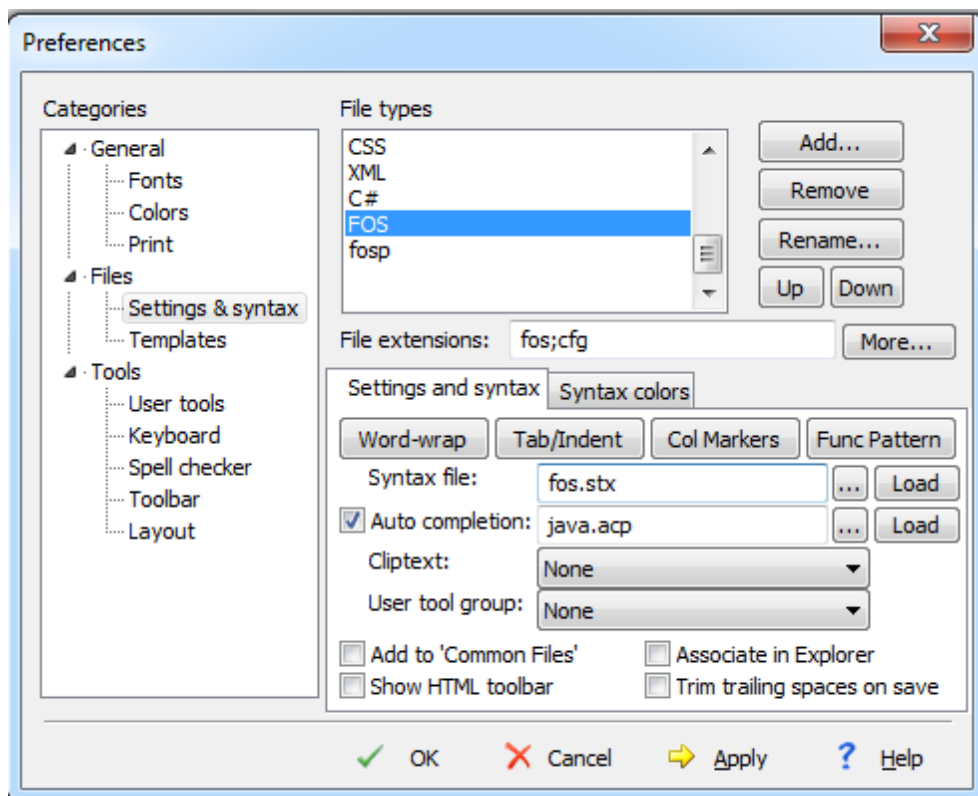 Preferences
Categories
General
Fonts
Colors
Print
Files
Settings & syntax
Templates
Tools
User tools
Keyboard
Spell checker
Toolbar
Layout
File types
CSS
XML
C#
FOS
fosp
Add...
Remove
Rename...
Up Down
File extensions: fos;cfg More...
Settings and syntax Syntax colors
Word-wrap Tab/Indent Col Markers Func Pattern
Syntax file: fos.stx ... Load
Auto completion: java.acp ... Load
Cliptext: None
User tool group: None
Add to 'Common Files' Associate in Explorer
Show HTML toolbar Trim trailing spaces on save
OK Cancel Apply ? Help